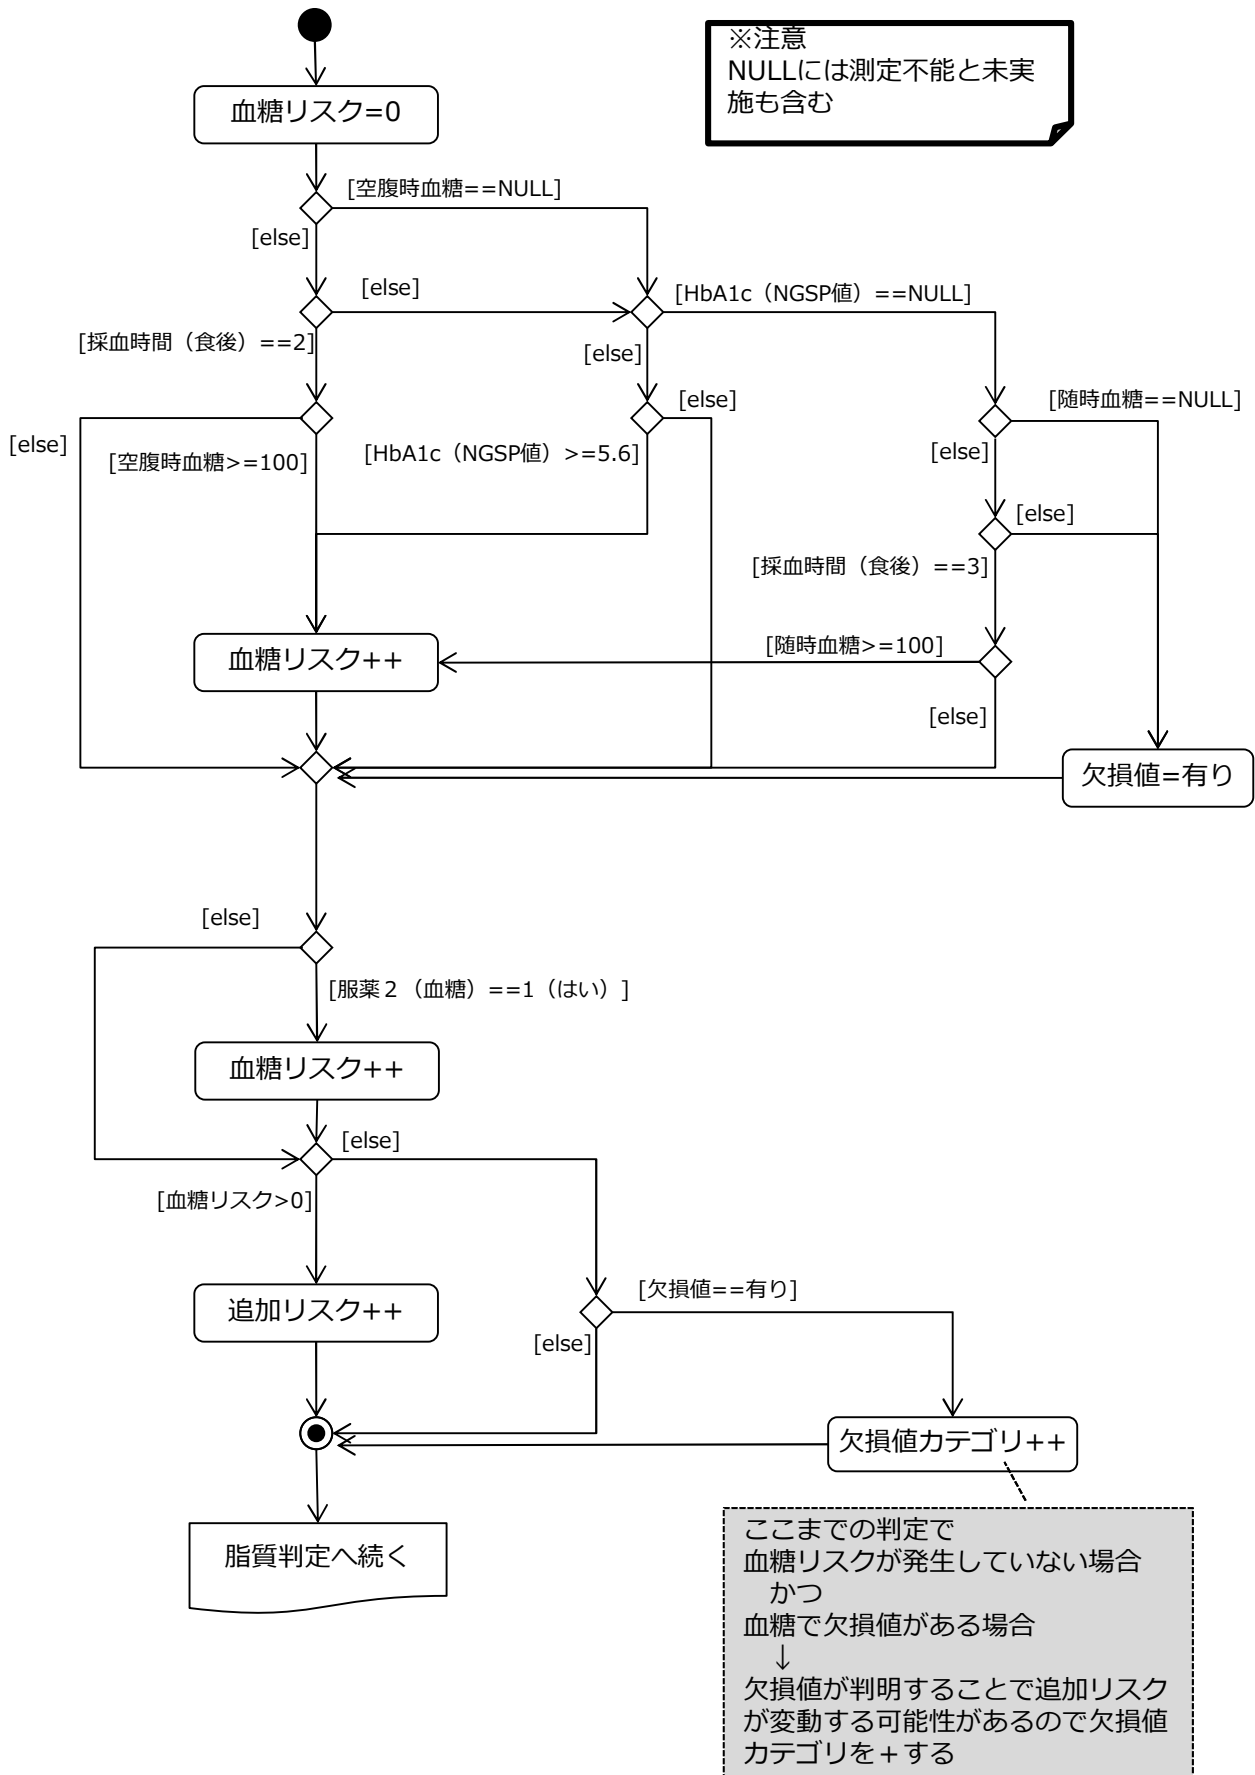 ※注意
NULLには測定不能と未実
施も含む
血糖リスク=0
[空腹時血糖==NULL]
[else]
[else]
[HbA1c（NGSP値）==NULL]
[採血時間（食後）==2]
[else]
[else]
[随時血糖==NULL]
[else]
[空腹時血糖>=100]
[HbA1c（NGSP値）>=5.6]
[else]
[else]
[採血時間（食後）==3]
血糖リスク++
[随時血糖>=100]
[else]
欠損値=有り
[else]
[服薬２（血糖）==1（はい）]
血糖リスク++
[else]
[血糖リスク>0]
追加リスク++
[欠損値==有り]
[else]
欠損値カテゴリ++
脂質判定へ続く
ここまでの判定で
血糖リスクが発生していない場合
かつ
血糖で欠損値がある場合
↓
欠損値が判明することで追加リスク
が変動する可能性があるので欠損値
カテゴリを＋する